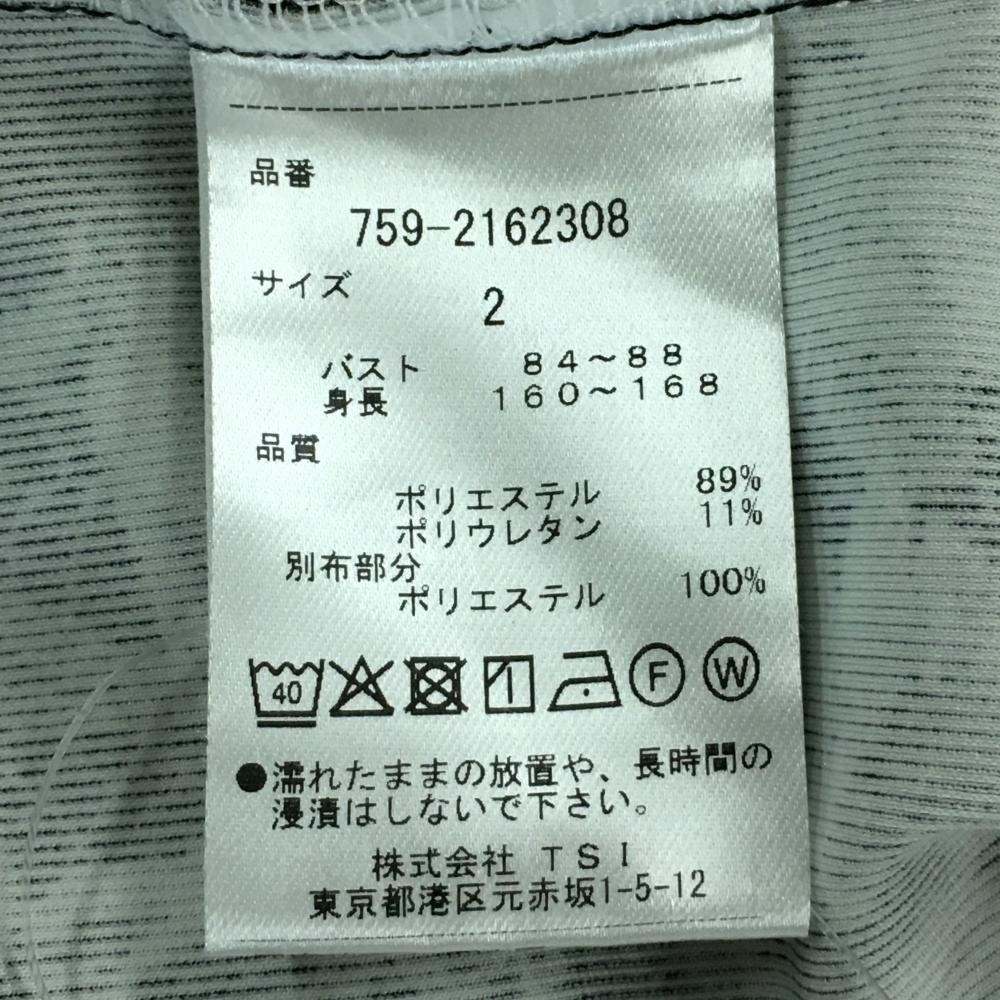 品番
759-2162308
サイズ
2
バスト 84～88
身長 160～168
品質
ポリエステル 89%
ポリウレタン 11%
別布部分
ポリエステル 100%
40 F W
●濡れたままの放置や、長時間の
浸漬はしないで下さい。
株式会社 TSI
東京都港区元赤坂1-5-12